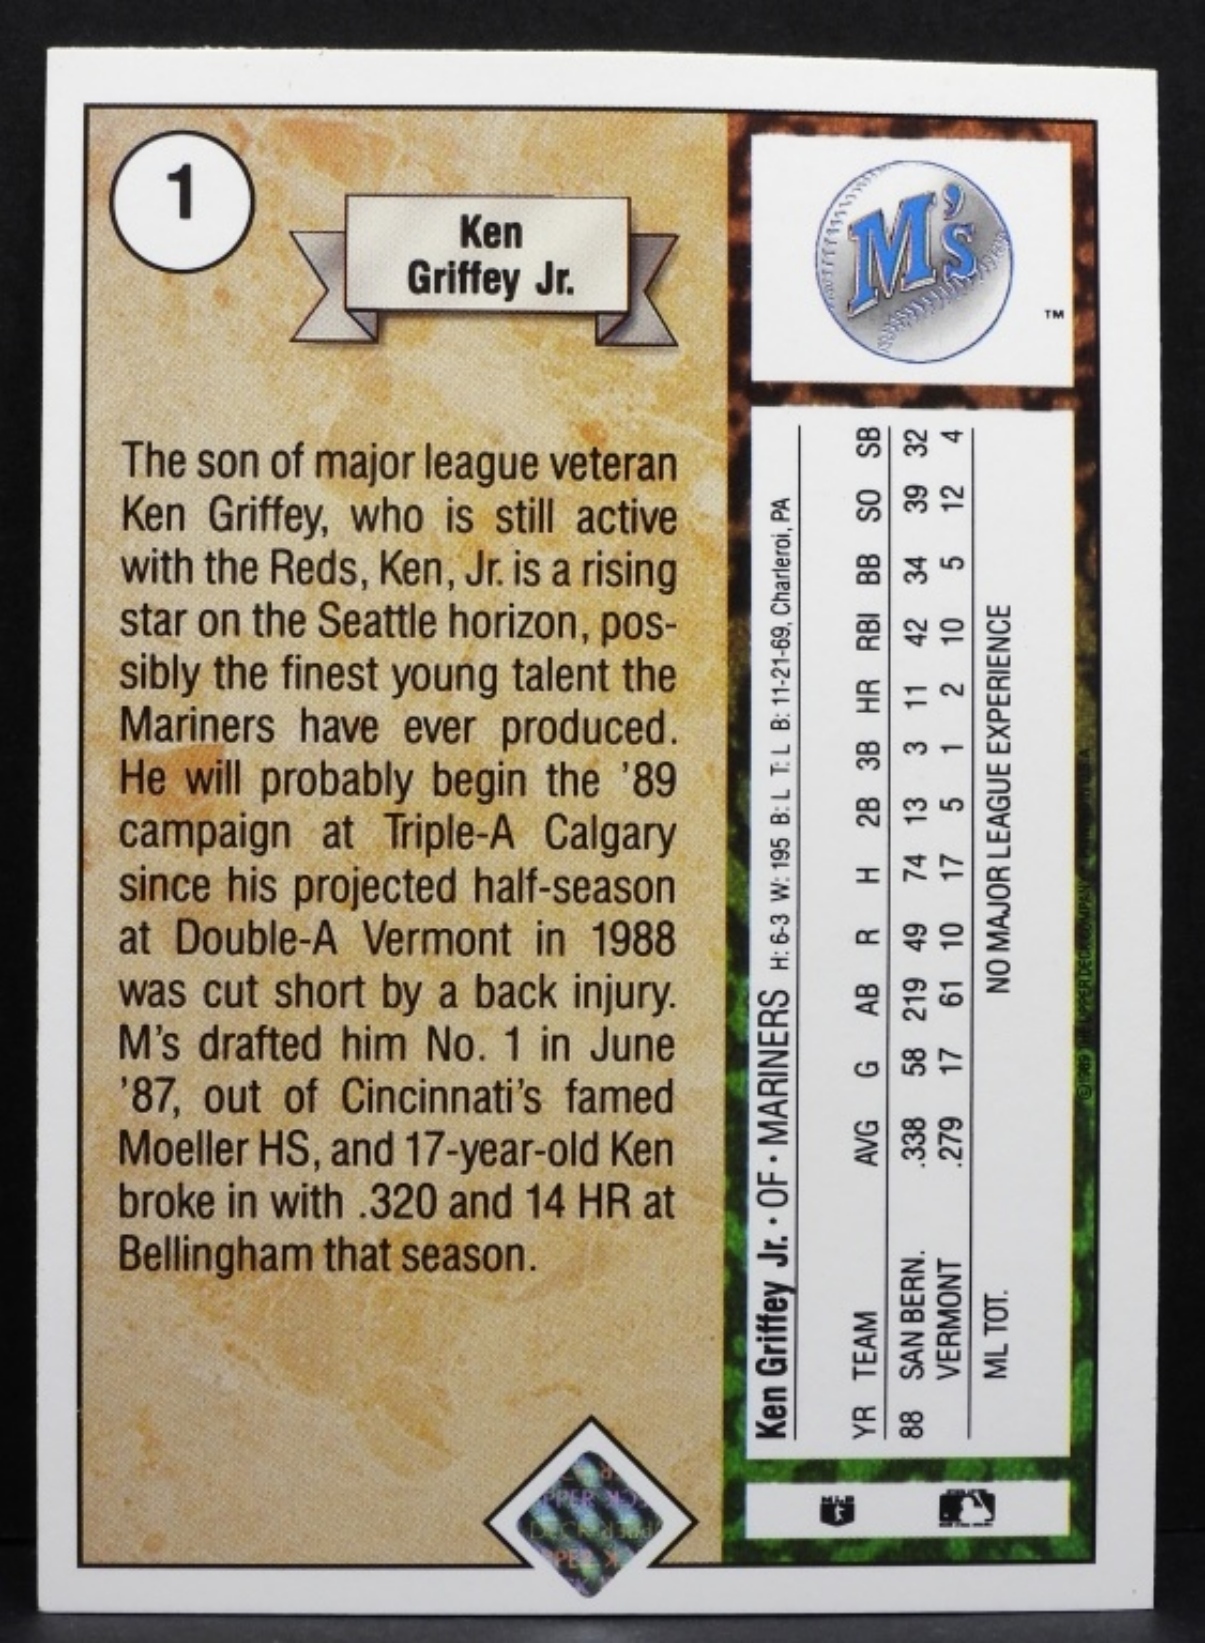 1
Ken
Griffey Jr.
The son of major league veteran
Ken Griffey, who is still active
with the Reds, Ken, Jr. is a rising
star on the Seattle horizon, pos-
sibly the finest young talent the
Mariners have ever produced.
He will probably begin the '89
campaign at Triple-A Calgary
since his projected half-season
at Double-A Vermont in 1988
was cut short by a back injury.
M's drafted him No. 1 in June
'87, out of Cincinnati's famed
Moeller HS, and 17-year-old Ken
broke in with .320 and 14 HR at
Bellingham that season.
M's
TM
Ken Griffey Jr. • OF • MARINERS H: 6-3 W: 195 B: L T: L B: 11-21-69, Charleroi, PA
YR TEAM AVG G AB R H 2B 3B HR RBI BB SO SB
88 SAN BERN. .338 58 219 49 74 13 3 11 42 34 39 32
VERMONT .279 17 61 10 17 5 1 2 10 5 12 4
ML TOT. NO MAJOR LEAGUE EXPERIENCE
©1989 THE UPPER DECK COMPANY